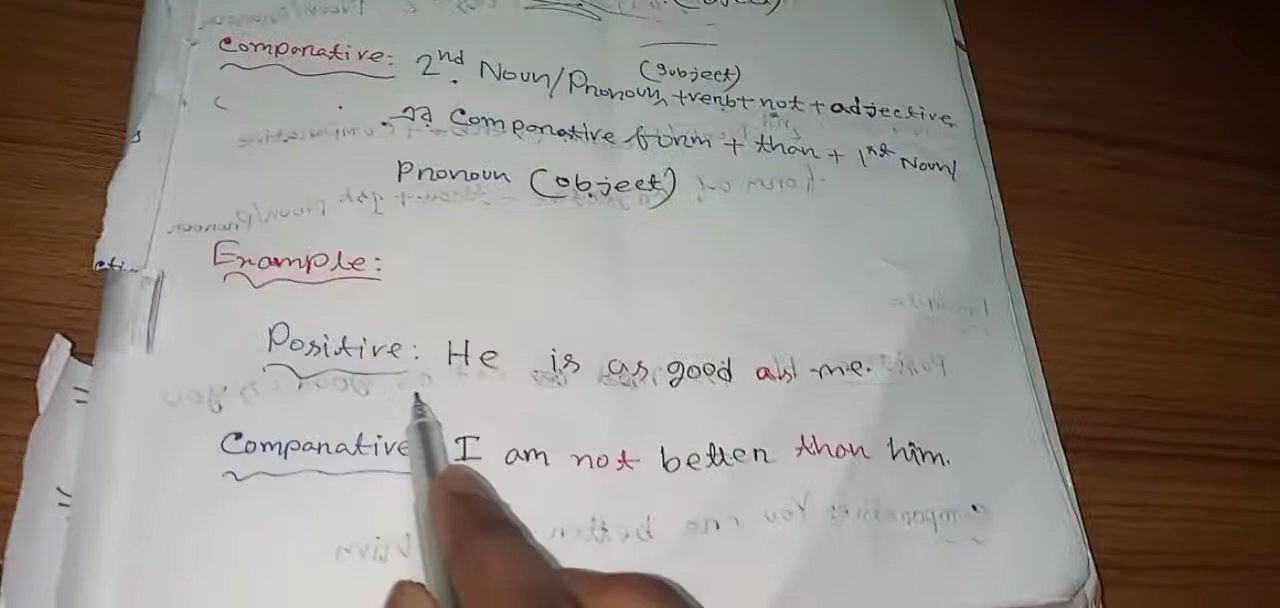 Comparative: 2nd Noun/Pronoun (subject) +verb+ not + adjective
এর Comparative form + than + 1st Noun/
Pronoun (object)
Example:
Positive: He is as good as me.
Comparative I am not better than him.